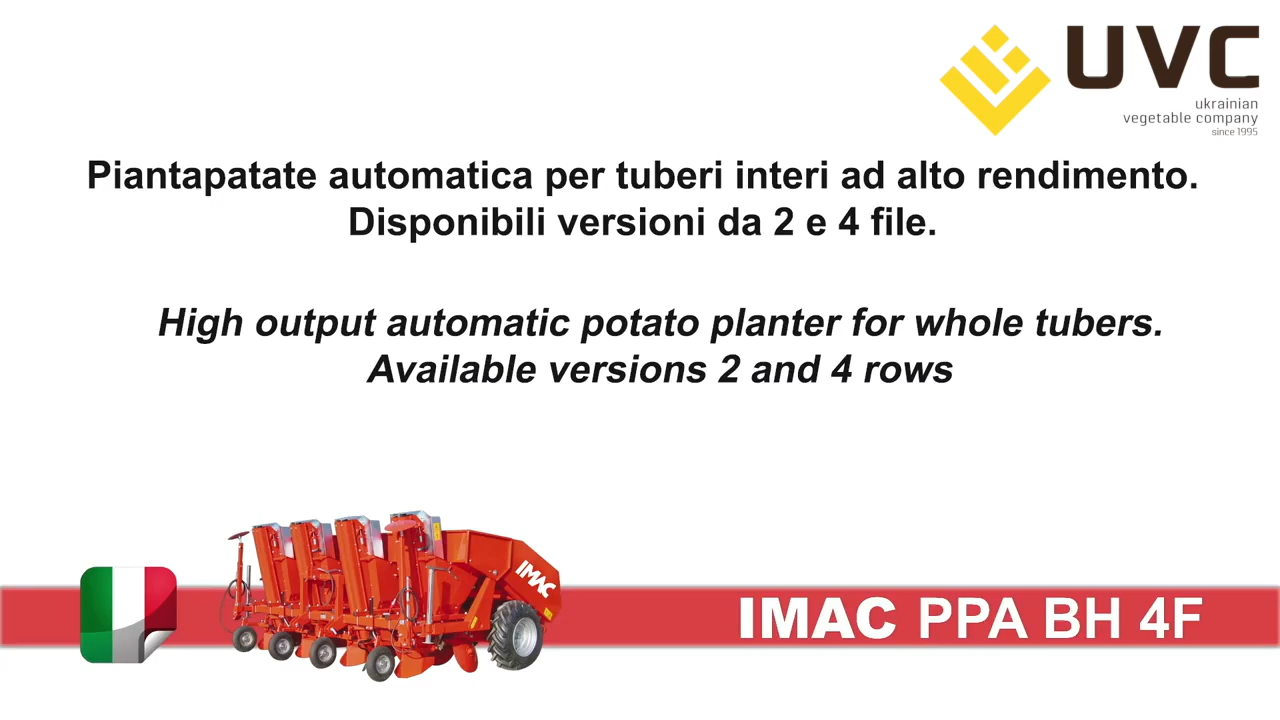 UVC
ukrainian
vegetable company
since 1995
Piantapatate automatica per tuberi interi ad alto rendimento.
Disponibili versioni da 2 e 4 file.
High output automatic potato planter for whole tubers.
Available versions 2 and 4 rows
IMAC
IMAC PPA BH 4F